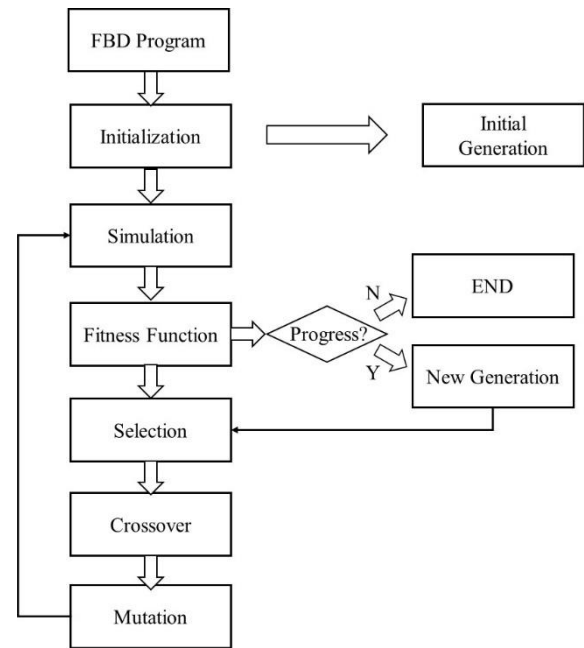 FBD Program
Initialization
Initial
Generation
Simulation
Fitness Function
Progress?
N
END
Y
New Generation
Selection
Crossover
Mutation